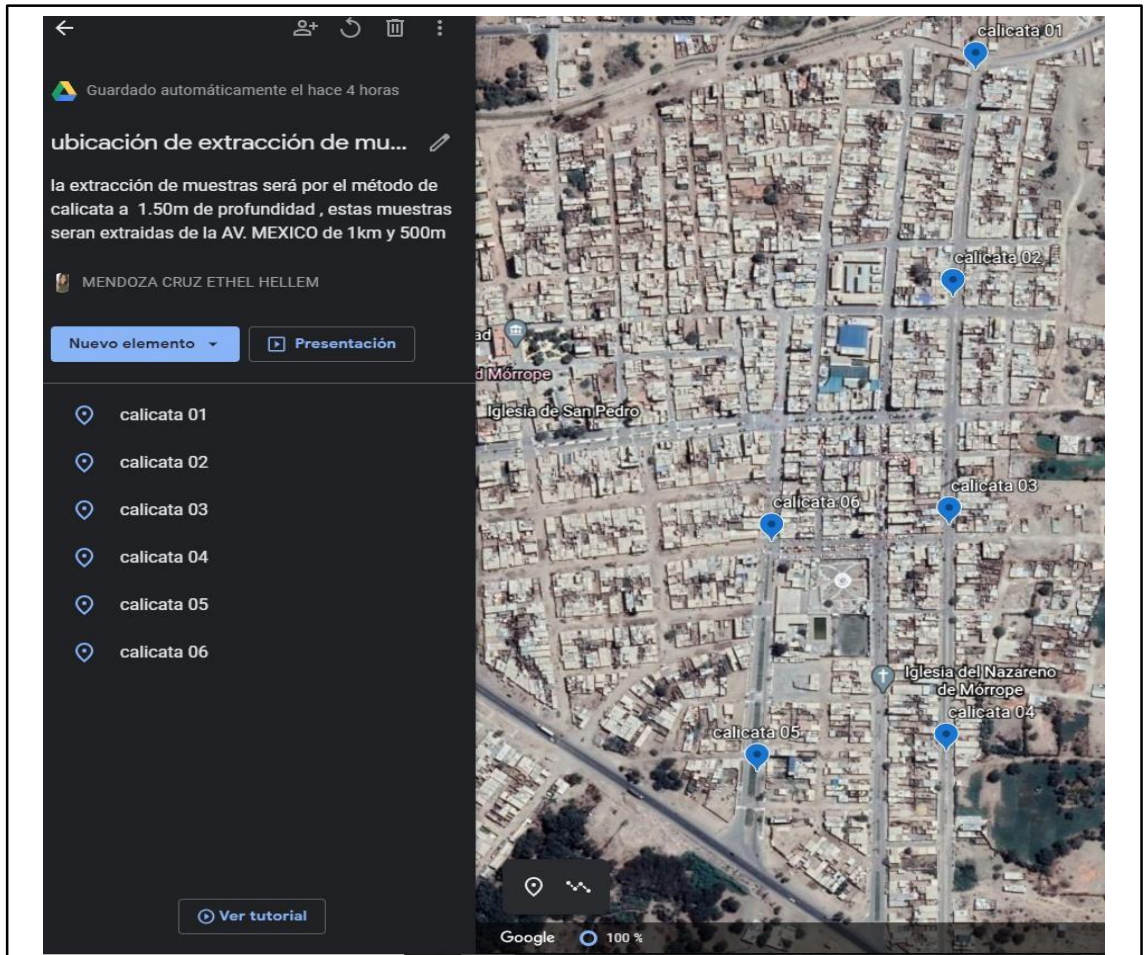 Guardado automáticamente el hace 4 horas
ubicación de extracción de mu...
la extracción de muestras será por el método de
calicata a 1.50m de profundidad , estas muestras
seran extraidas de la AV. MEXICO de 1km y 500m
MENDOZA CRUZ ETHEL HELLEM
Nuevo elemento
Presentación
calicata 01
calicata 02
calicata 03
calicata 04
calicata 05
calicata 06
Ver tutorial
calicata 01
calicata 02
ad
d Mórrope
Iglesia de San Pedro
calicata 03
calicata 06
Iglesia del Nazareno
de Mórrope
calicata 04
calicata 05
Google
100 %